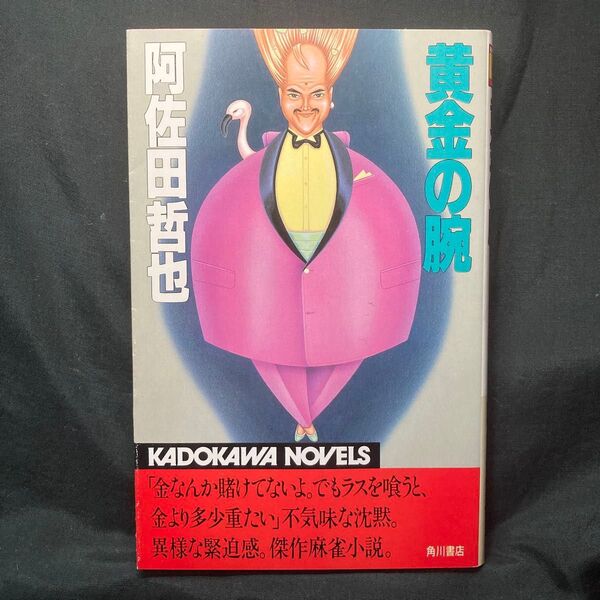 黄金の腕
阿佐田哲也
KADOKAWA NOVELS
「金なんか賭けてないよ。でもラスを喰うと、
金より多少重たい」不気味な沈黙。
異様な緊迫感。傑作麻雀小説。
角川書店